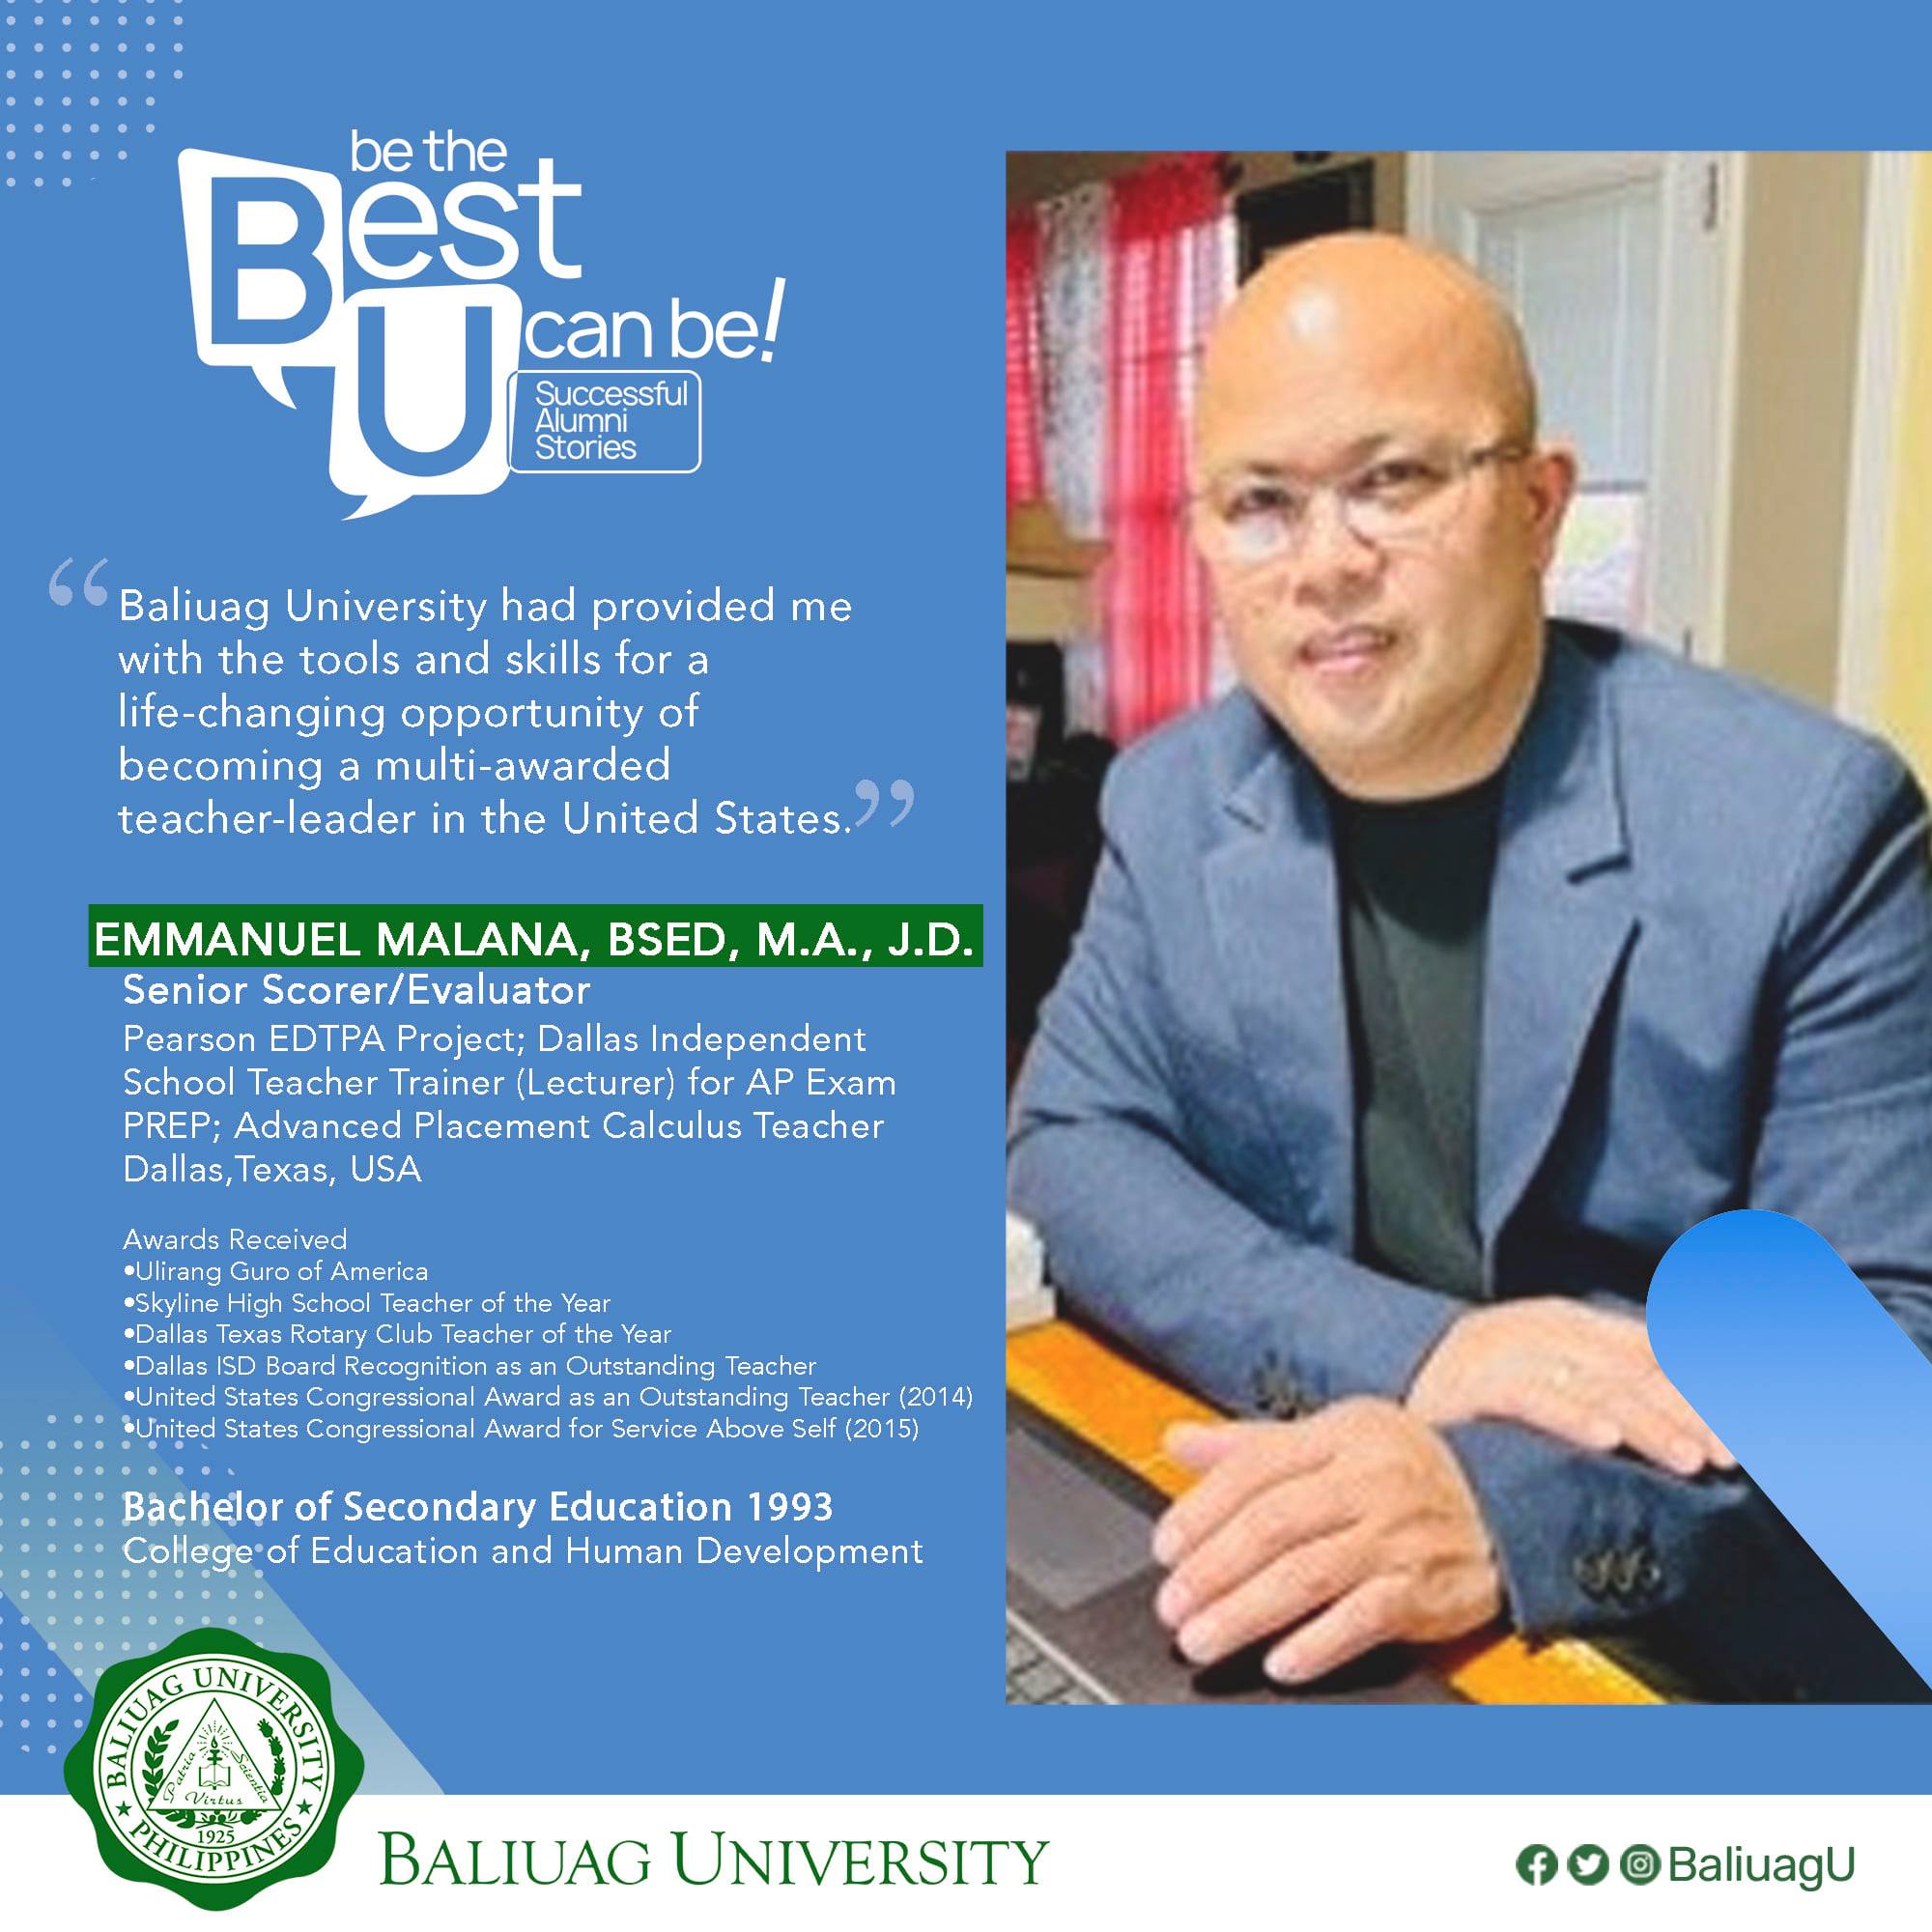 be the
Best
U can be!
Successful
Alumni
Stories
“Baliuag University had provided me
with the tools and skills for a
life-changing opportunity of
becoming a multi-awarded
teacher-leader in the United States.”
EMMANUEL MALANA, BSED, M.A., J.D.
Senior Scorer/Evaluator
Pearson EDTPA Project; Dallas Independent
School Teacher Trainer (Lecturer) for AP Exam
PREP; Advanced Placement Calculus Teacher
Dallas,Texas, USA
Awards Received
•Ulirang Guro of America
•Skyline High School Teacher of the Year
•Dallas Texas Rotary Club Teacher of the Year
•Dallas ISD Board Recognition as an Outstanding Teacher
•United States Congressional Award as an Outstanding Teacher (2014)
•United States Congressional Award for Service Above Self (2015)
Bachelor of Secondary Education 1993
College of Education and Human Development
BALIUAG UNIVERSITY
Patria
Scientia
Virtus
1925
PHILIPPINES
BALIUAG UNIVERSITY
BaliuagU